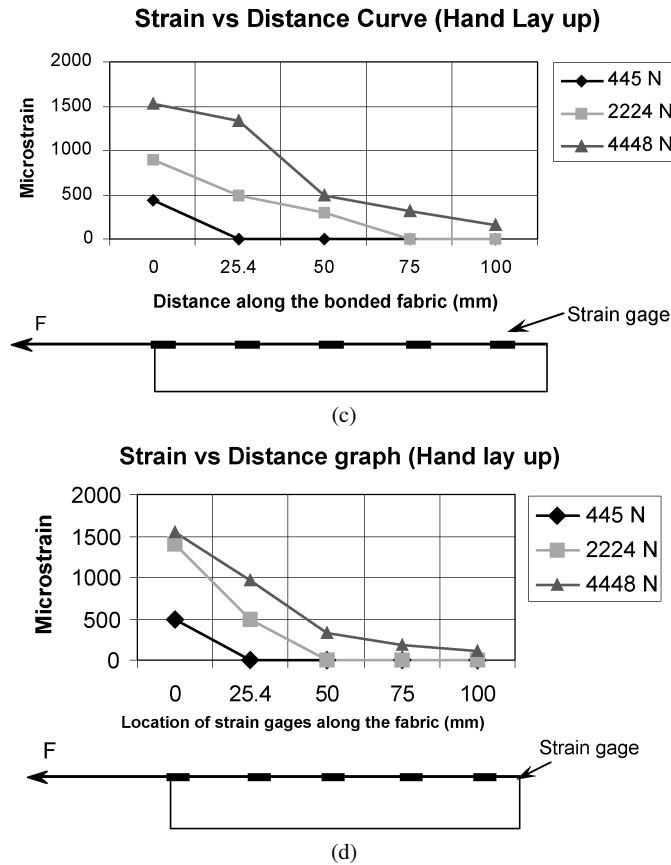 Strain vs Distance Curve (Hand Lay up)
2000
1500
1000
500
0
Microstrain
0 25.4 50 75 100
Distance along the bonded fabric (mm)
445 N
2224 N
4448 N
F
Strain gage
(c)
Strain vs Distance graph (Hand lay up)
2000
1500
1000
500
0
Microstrain
0 25.4 50 75 100
Location of strain gages along the fabric (mm)
445 N
2224 N
4448 N
F
Strain gage
(d)